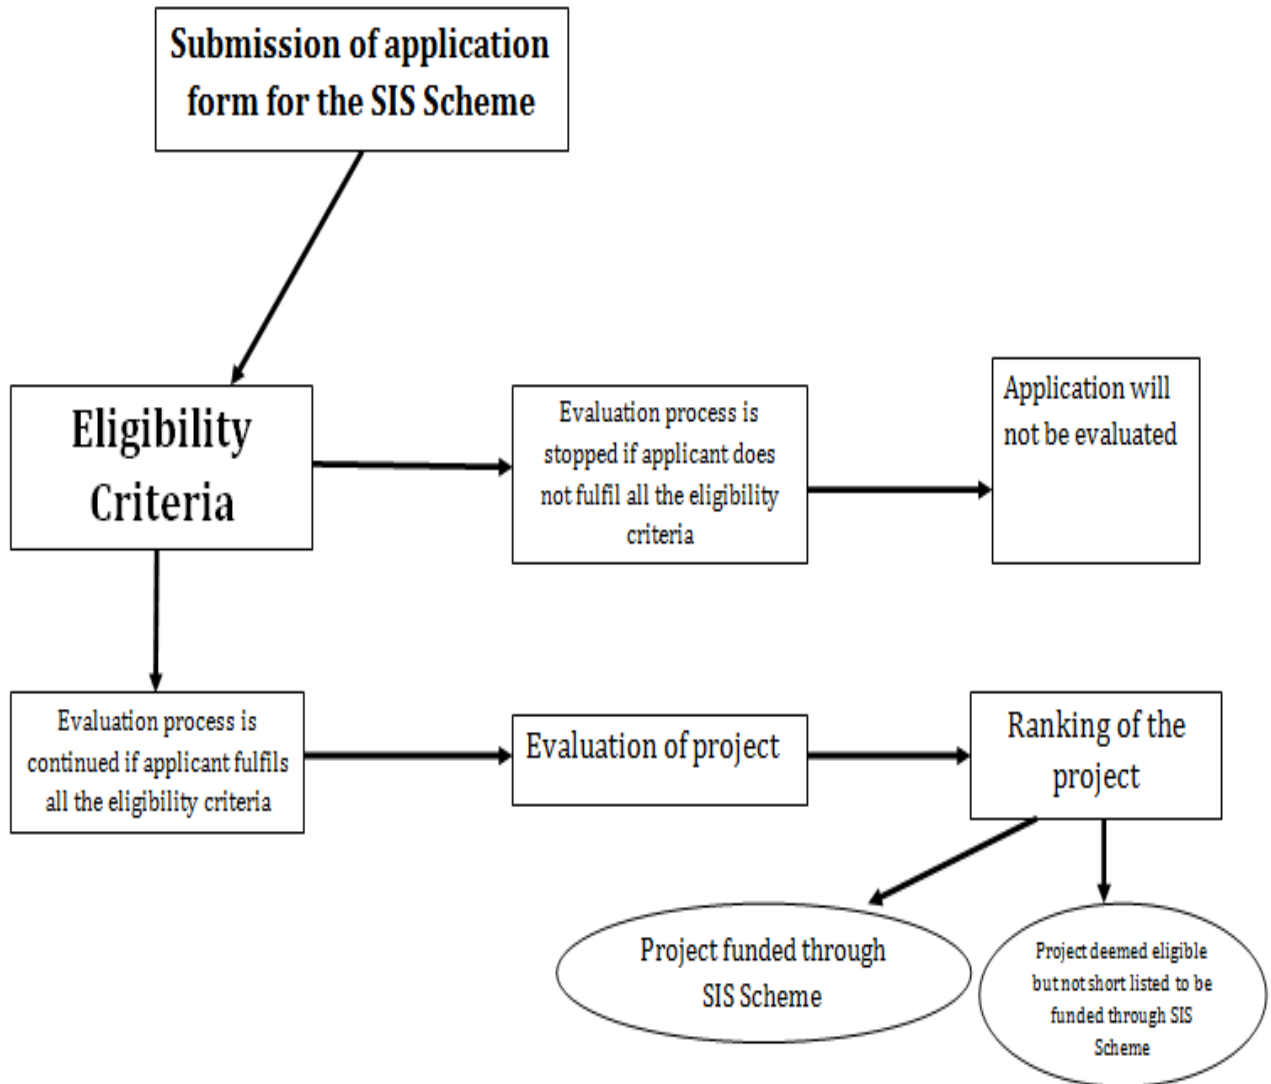 Submission of application
form for the SIS Scheme
Eligibility
Criteria
Evaluation process is
stopped if applicant does
not fulfil all the eligibility
criteria
Application will
not be evaluated
Evaluation process is
continued if applicant fulfils
all the eligibility criteria
Evaluation of project
Ranking of the
project
Project funded through
SIS Scheme
Project deemed eligible
but not short listed to be
funded through SIS
Scheme